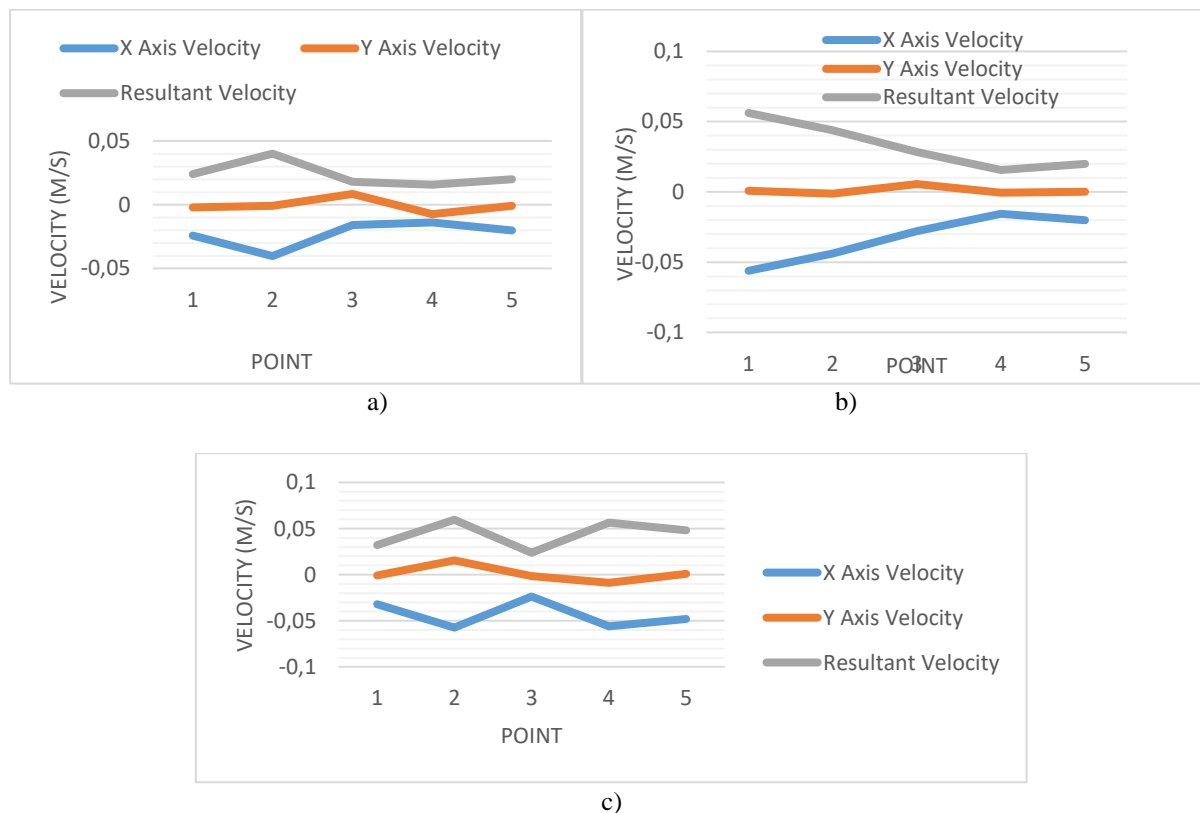 X Axis Velocity Y Axis Velocity
Resultant Velocity
VELOCITY (M/S)
0,05
0
-0,05
1 2 3 4 5
POINT
a)
X Axis Velocity
Y Axis Velocity
Resultant Velocity
VELOCITY (M/S)
0,1
0,05
0
-0,05
-0,1
1 2 3 4 5
POINT
b)
VELOCITY (M/S)
0,1
0,05
0
-0,05
-0,1
1 2 3 4 5
POINT
X Axis Velocity
Y Axis Velocity
Resultant Velocity
c)